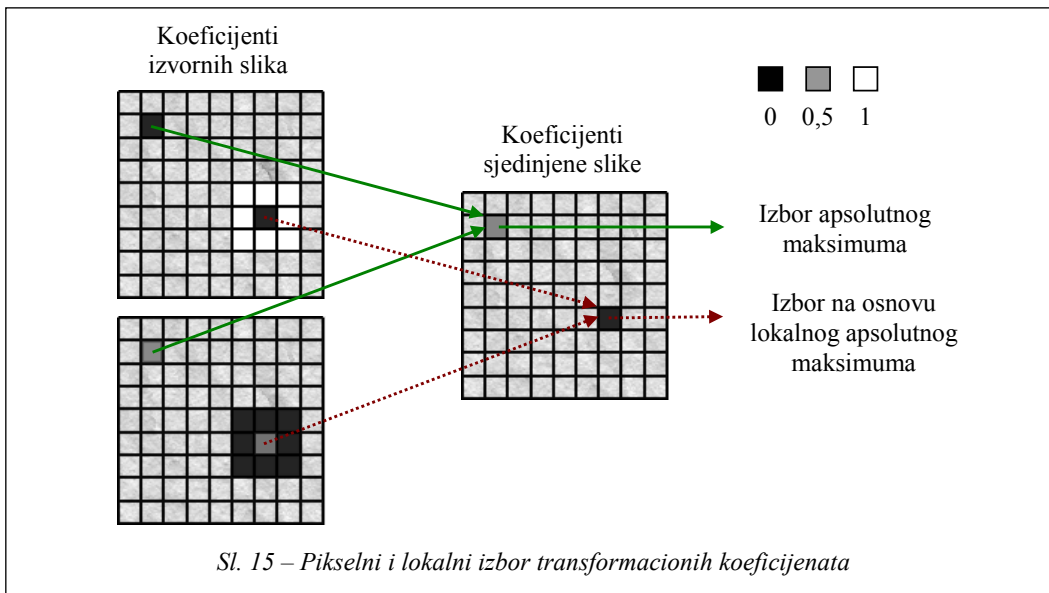 Koeficijenti
izvornih slika
0 0,5 1
Koeficijenti
sjedinjene slike
Izbor apsolutnog
maksimuma
Izbor na osnovu
lokalnog apsolutnog
maksimuma
Sl. 15 – Pikselni i lokalni izbor transformacionih koeficijenata